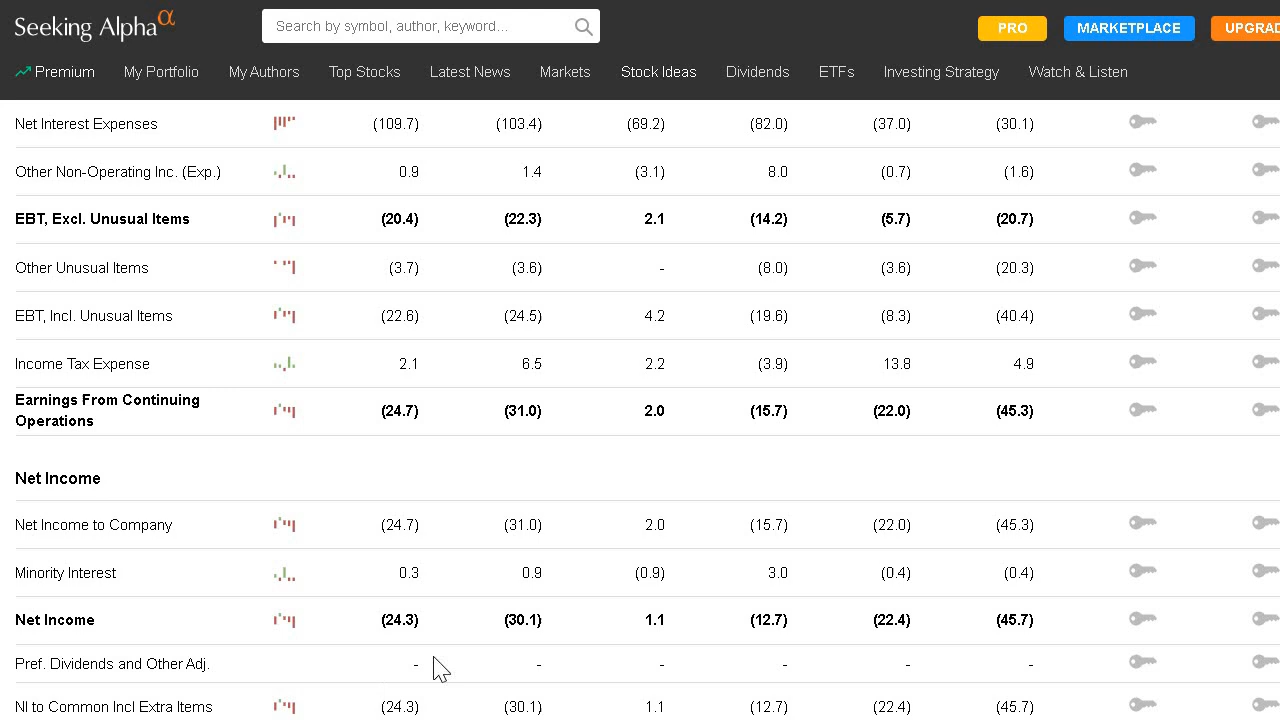 Seeking Alpha α
Search by symbol, author, keyword...
PRO MARKETPLACE UPGRAD
Premium My Portfolio My Authors Top Stocks Latest News Markets Stock Ideas Dividends ETFs Investing Strategy Watch & Listen
Net Interest Expenses (109.7) (103.4) (69.2) (82.0) (37.0) (30.1)
Other Non-Operating Inc. (Exp.) 0.9 1.4 (3.1) 8.0 (0.7) (1.6)
EBT, Excl. Unusual Items (20.4) (22.3) 2.1 (14.2) (5.7) (20.7)
Other Unusual Items (3.7) (3.6) - (8.0) (3.6) (20.3)
EBT, Incl. Unusual Items (22.6) (24.5) 4.2 (19.6) (8.3) (40.4)
Income Tax Expense 2.1 6.5 2.2 (3.9) 13.8 4.9
Earnings From Continuing
Operations (24.7) (31.0) 2.0 (15.7) (22.0) (45.3)
Net Income
Net Income to Company (24.7) (31.0) 2.0 (15.7) (22.0) (45.3)
Minority Interest 0.3 0.9 (0.9) 3.0 (0.4) (0.4)
Net Income (24.3) (30.1) 1.1 (12.7) (22.4) (45.7)
Pref. Dividends and Other Adj. - - - - - -
NI to Common Incl Extra Items (24.3) (30.1) 1.1 (12.7) (22.4) (45.7)